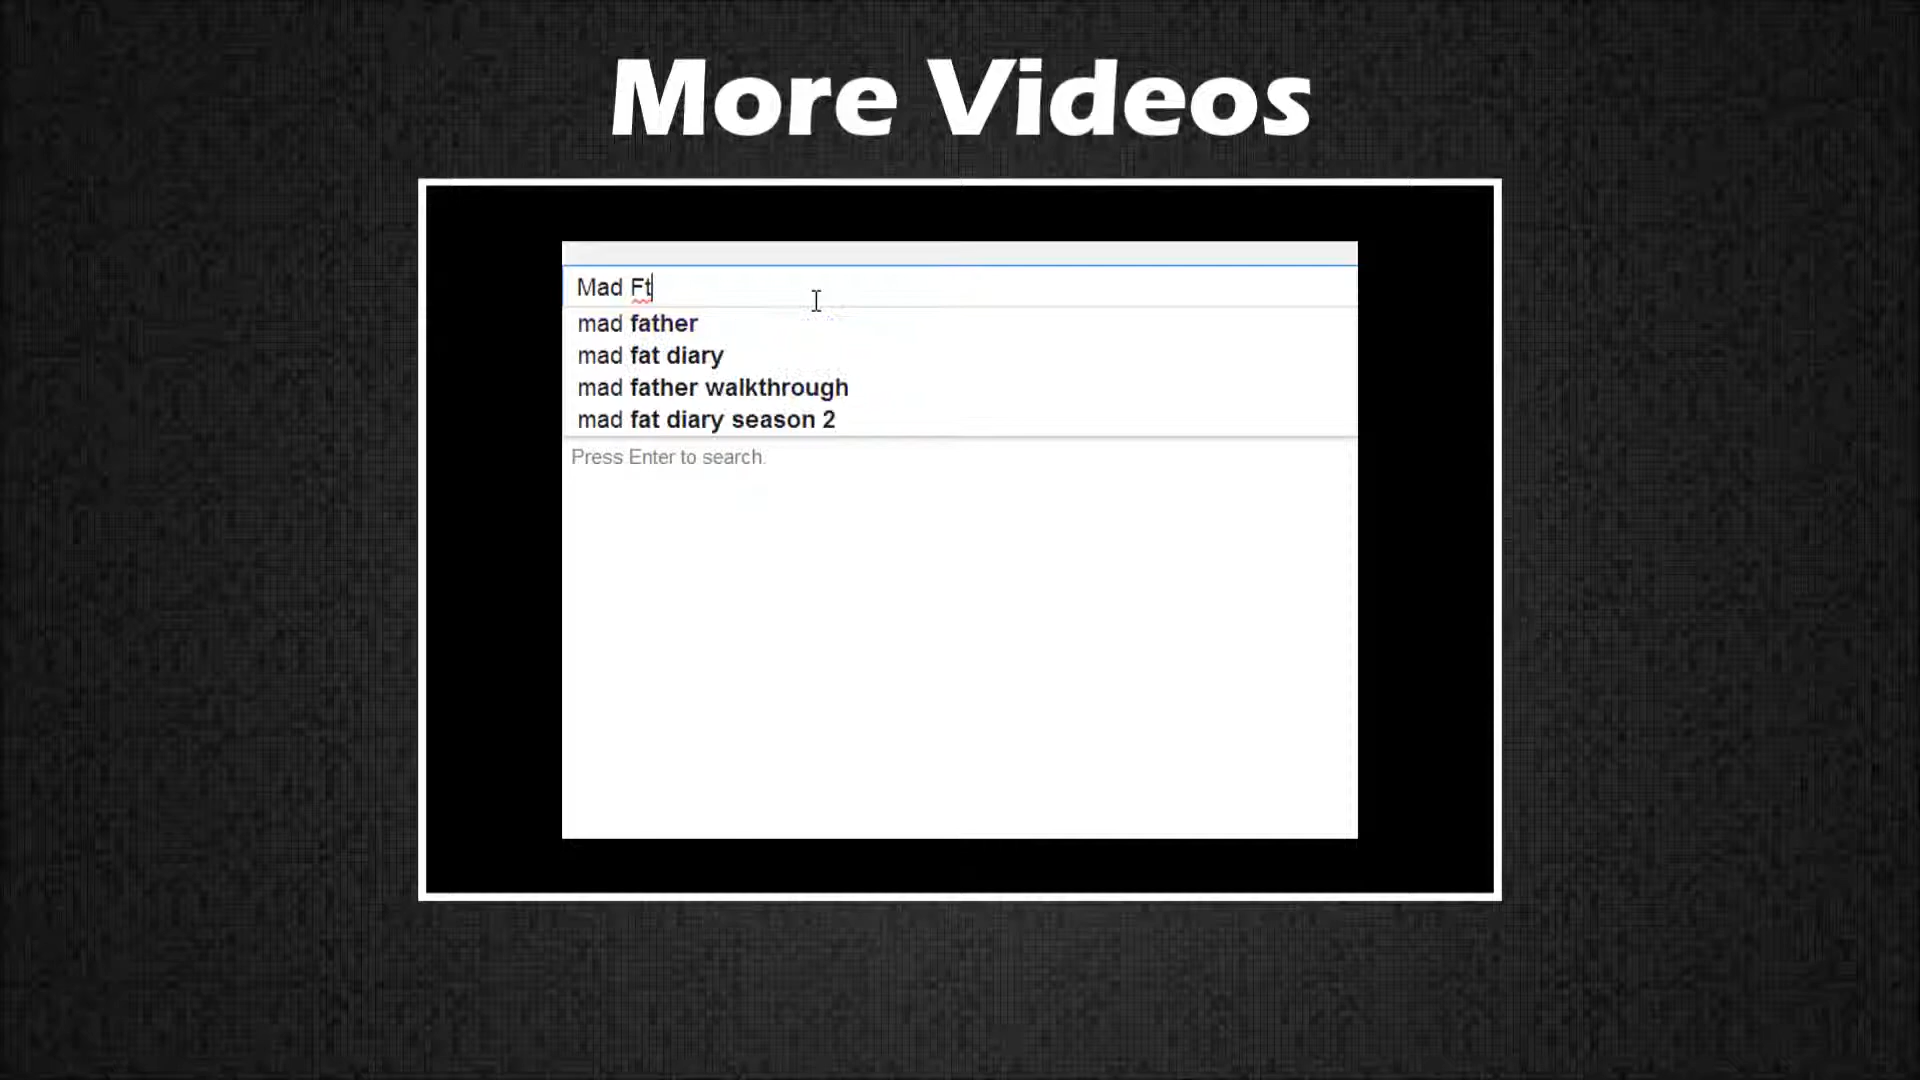 More Videos
Mad Ft
mad father
mad fat diary
mad father walkthrough
mad fat diary season 2
Press Enter to search.